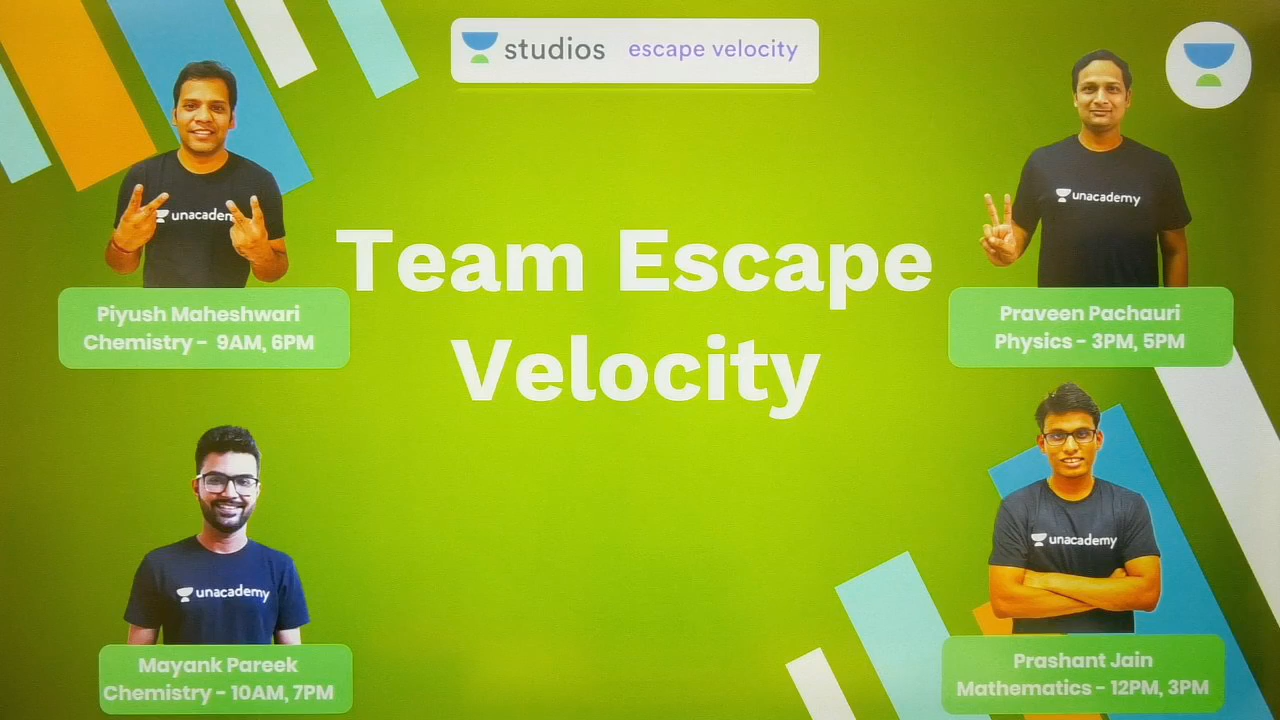 studios escape velocity
unacademy
unacademy
Team Escape
Velocity
Piyush Maheshwari
Chemistry - 9AM, 6PM
Praveen Pachauri
Physics - 3PM, 5PM
unacademy
unacademy
Mayank Pareek
Chemistry - 10AM, 7PM
Prashant Jain
Mathematics - 12PM, 3PM